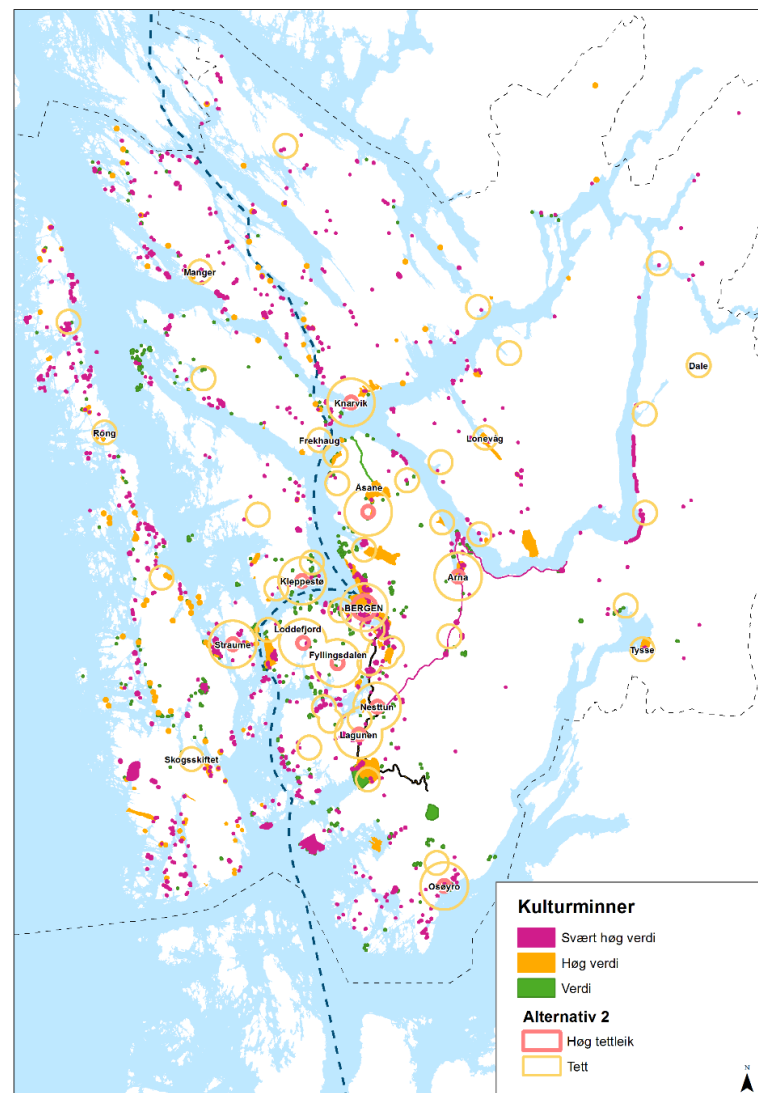 Manger
Dale
Knarvik
Rong
Frekhaug
Lonevåg
Åsane
Kleppestø
Arna
BERGEN
Loddefjord
Straume
Fyllingsdalen
Tysse
Nesttun
Lagunen
Skogsskiftet
Osøyro
Kulturminner
Svært høg verdi
Høg verdi
Verdi
Alternativ 2
Høg tettleik
Tett
N